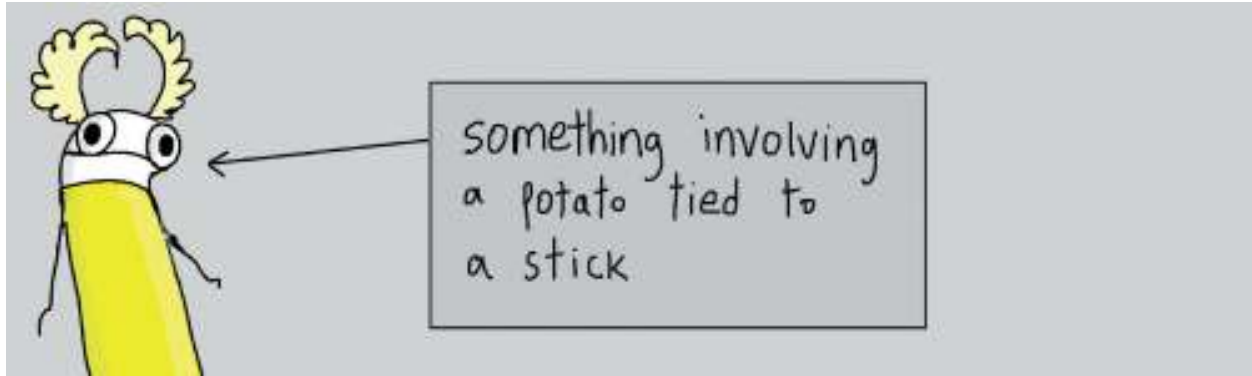 something involving
a potato tied to
a stick